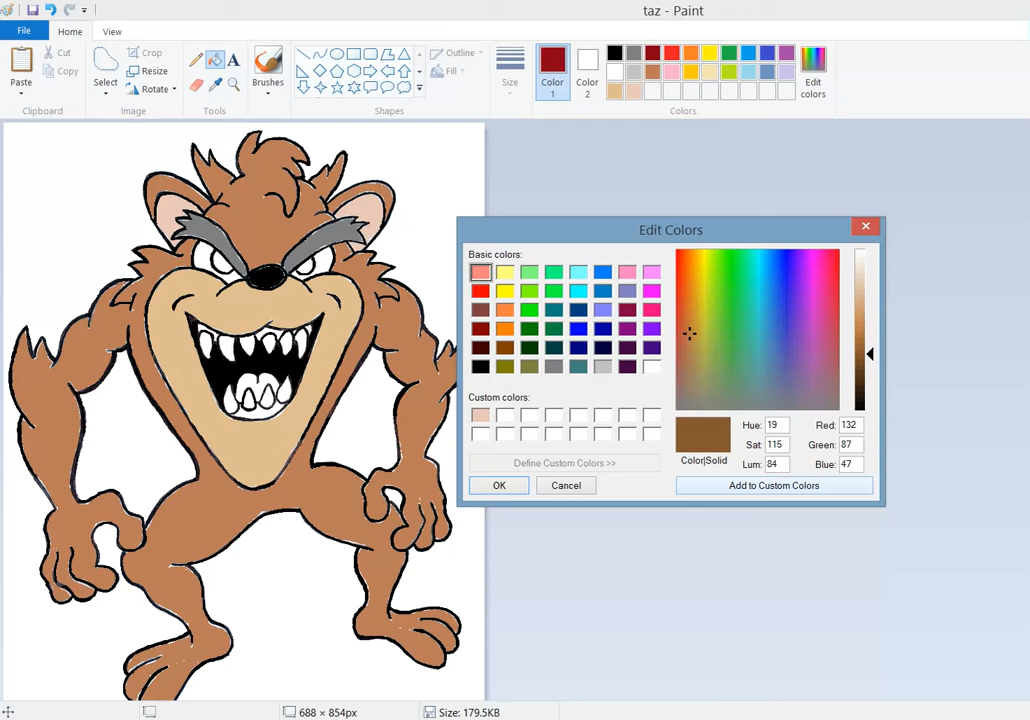 taz - Paint
File Home View
Paste
Cut
Copy
Clipboard
Select
Crop
Resize
Rotate
Image
A
Tools
Brushes
Shapes
Outline
Fill
Size
Color 1
Color 2
Edit colors
Colors
Edit Colors
Basic colors:
Custom colors:
Define Custom Colors >>
OK Cancel
Color|Solid
Hue: 19 Red: 132
Sat: 115 Green: 87
Lum: 84 Blue: 47
Add to Custom Colors
688 × 854px Size: 179.5KB